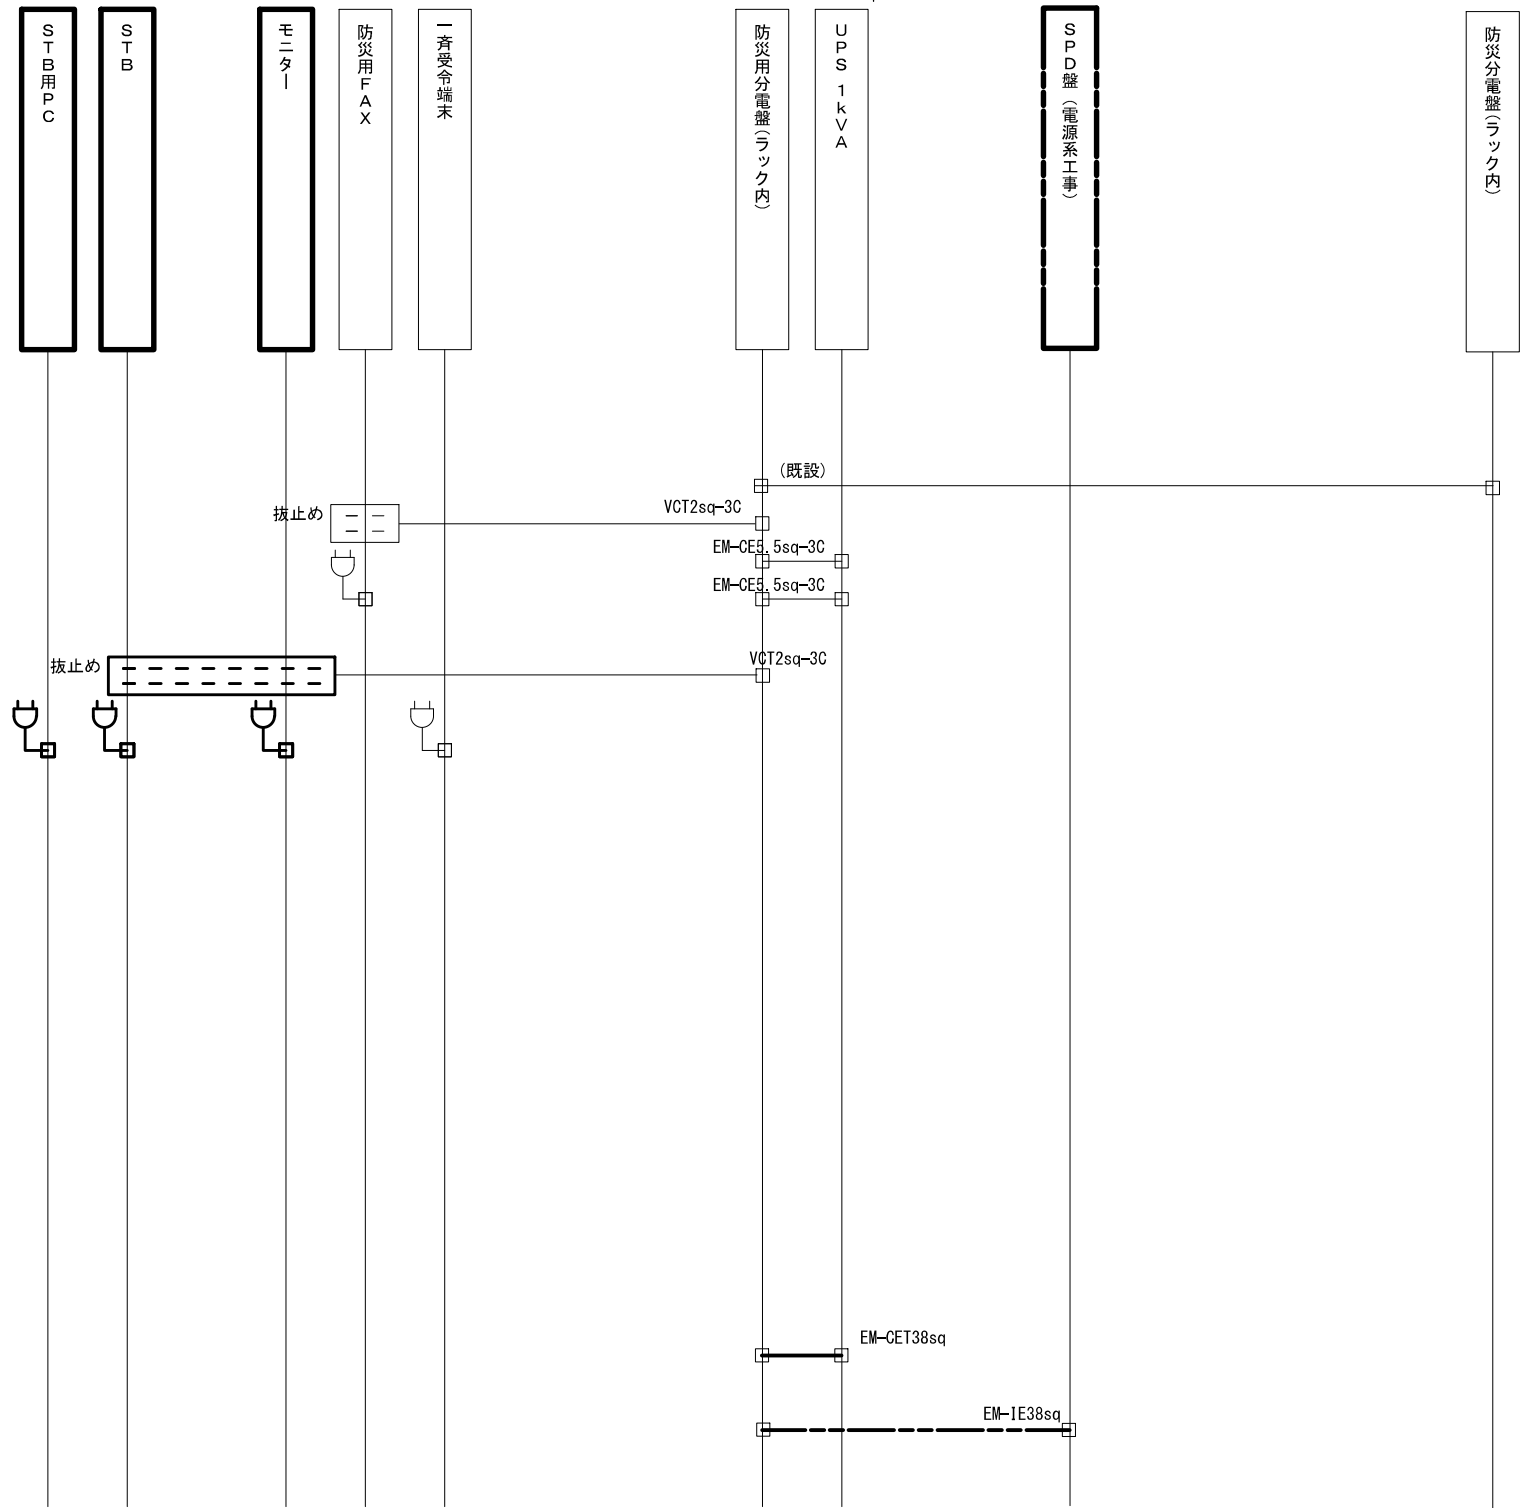 STB用PC
STB
モニター
防災用FAX
一斉受令端末
防災用分電盤(ラック内)
UPS 1kVA
SPD盤(電源系工事)
防災分電盤(ラック内)
(既設)
抜止め
VCT2sq-3C
EM-CE5.5sq-3C
EM-CE5.5sq-3C
抜止め
VCT2sq-3C
EM-CET38sq
EM-IE38sq